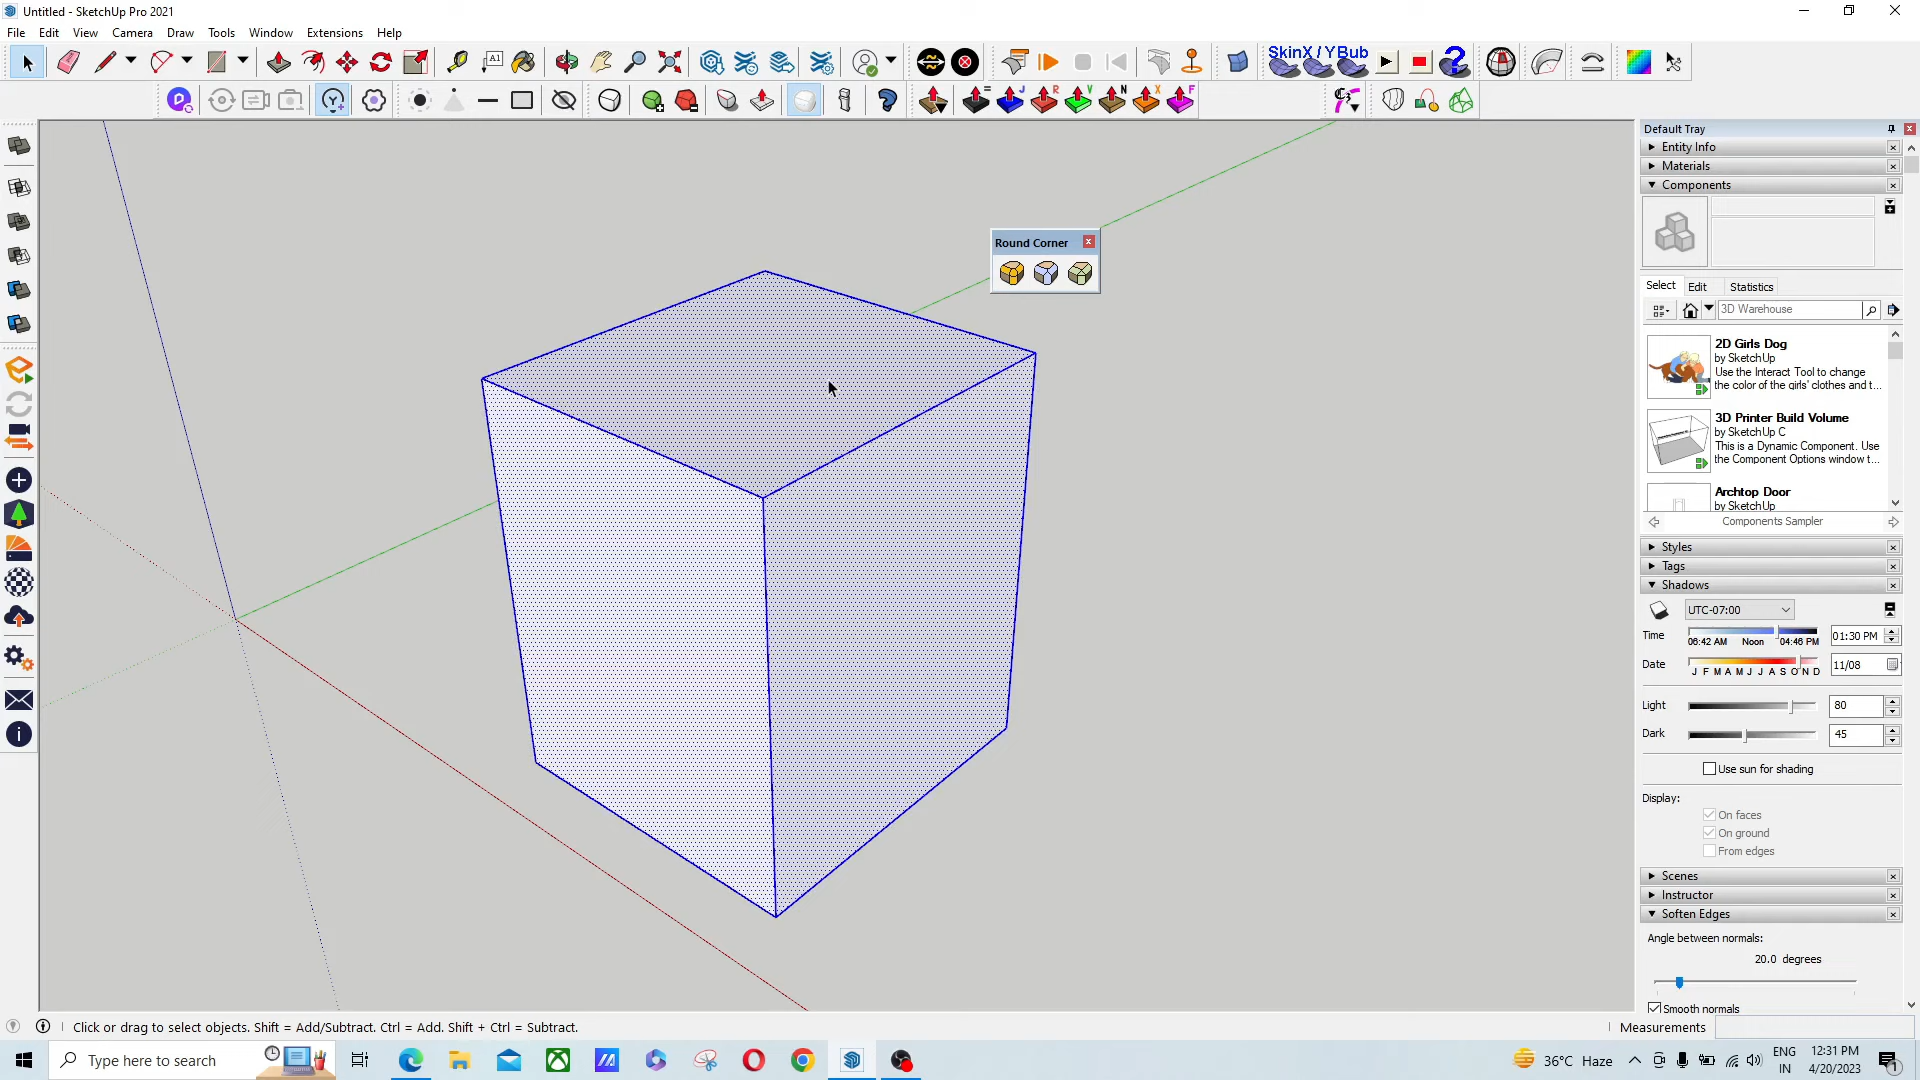 Untitled - SketchUp Pro 2021
File Edit View Camera Draw Tools Window Extensions Help
A1
SkinX / YBub
= J R V N X F
Default Tray
Entity Info
Materials
Components
Round Corner
Select Edit Statistics
3D Warehouse
2D Girls Dog
by SketchUp
Use the Interact Tool to change
the color of the girls' clothes and t...
3D Printer Build Volume
by SketchUp C
This is a Dynamic Component. Use
the Component Options window t...
Archtop Door
by SketchUp
Components Sampler
Styles
Tags
Shadows
UTC-07:00
Time 06:42 AM Noon 04:46 PM 01:30 PM
Date J F M A M J J A S O N D 11/08
Light 80
Dark 45
Use sun for shading
Display:
On faces
On ground
From edges
Scenes
Instructor
Soften Edges
Angle between normals:
20.0 degrees
Smooth normals
Click or drag to select objects. Shift = Add/Subtract. Ctrl = Add. Shift + Ctrl = Subtract.
Measurements
Type here to search
36°C Haze
ENG
IN
12:31 PM
4/20/2023
1